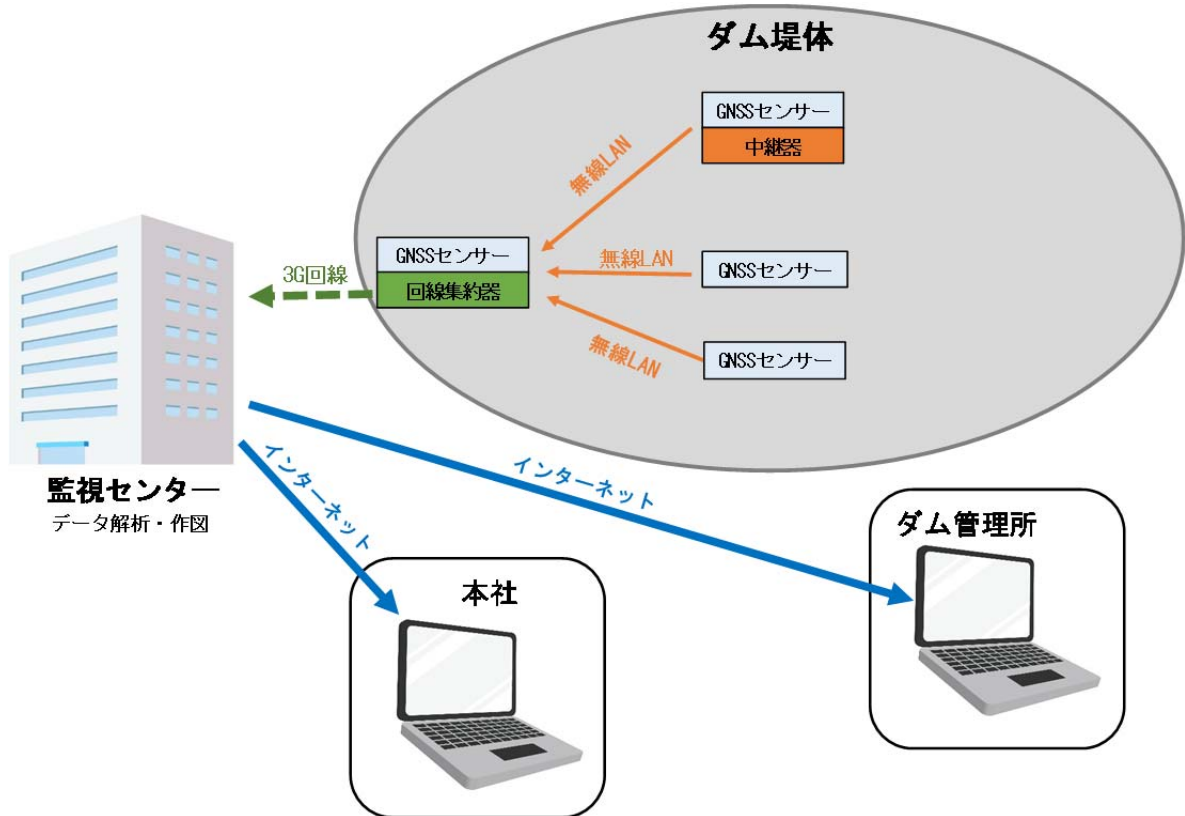 ダム堤体
GNSSセンサー
中継器
無線LAN
GNSSセンサー
回線集約器
3G回線
無線LAN
GNSSセンサー
無線LAN
GNSSセンサー
監視センター
データ解析・作図
インターネット
インターネット
本社
ダム管理所